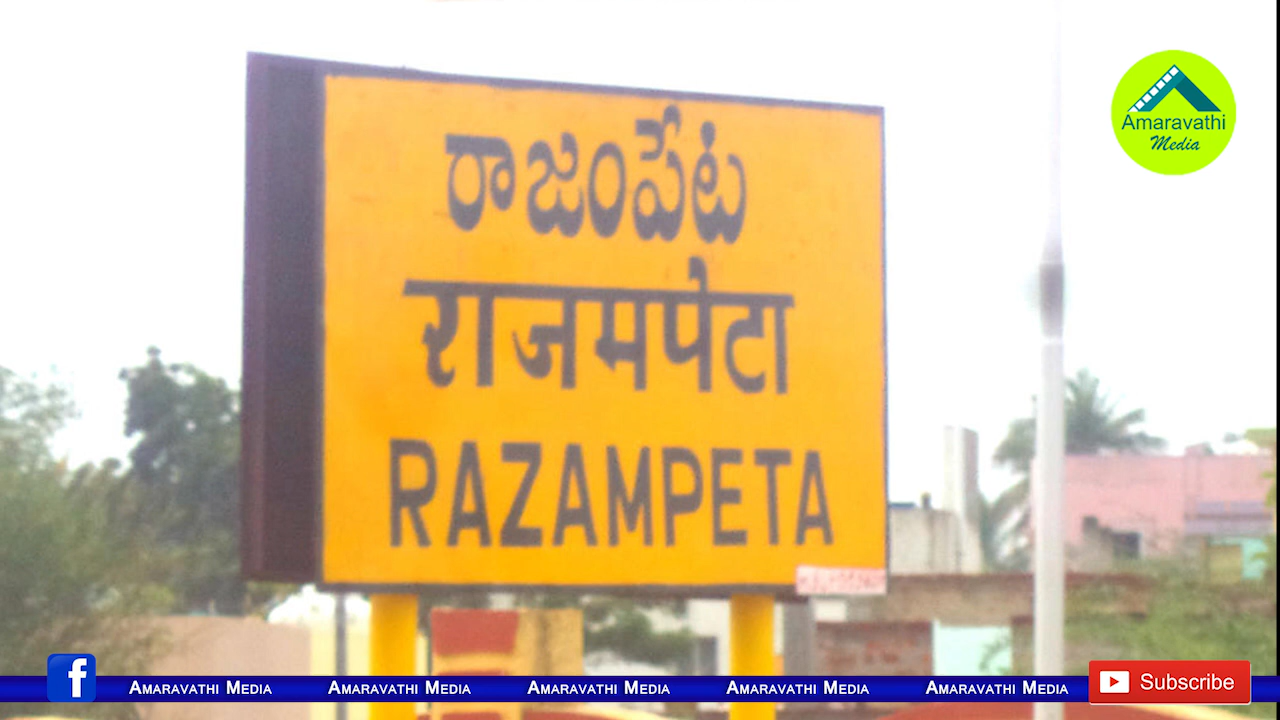 రాజంపేట
राजमपेटा
RAZAMPETA
Amaravathi
Media
f Amaravathi Media Amaravathi Media Amaravathi Media Amaravathi Media Amaravathi Media Subscribe